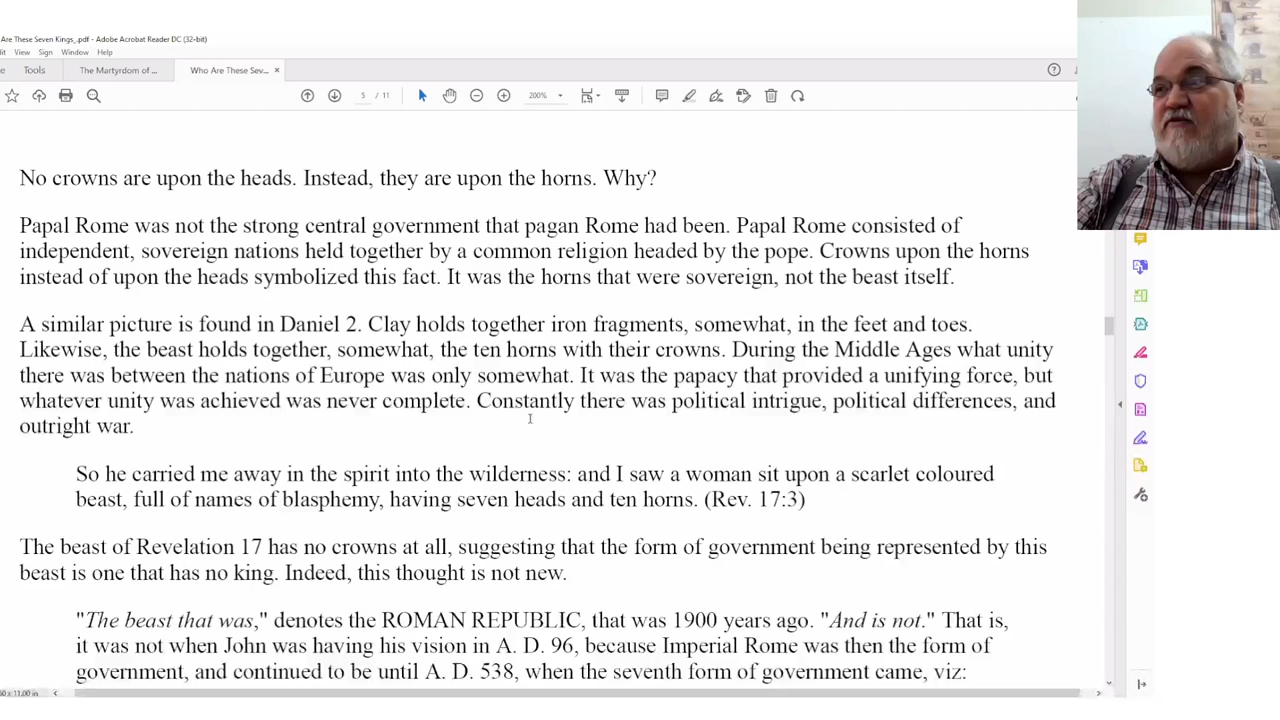 Are These Seven Kings_.pdf - Adobe Acrobat Reader DC (32-bit)
View Sign Window Help
Tools The Martyrdom of ... Who Are These Sev... ×
5 / 11 200%
No crowns are upon the heads. Instead, they are upon the horns. Why?
Papal Rome was not the strong central government that pagan Rome had been. Papal Rome consisted of
independent, sovereign nations held together by a common religion headed by the pope. Crowns upon the horns
instead of upon the heads symbolized this fact. It was the horns that were sovereign, not the beast itself.
A similar picture is found in Daniel 2. Clay holds together iron fragments, somewhat, in the feet and toes.
Likewise, the beast holds together, somewhat, the ten horns with their crowns. During the Middle Ages what unity
there was between the nations of Europe was only somewhat. It was the papacy that provided a unifying force, but
whatever unity was achieved was never complete. Constantly there was political intrigue, political differences, and
outright war.
So he carried me away in the spirit into the wilderness: and I saw a woman sit upon a scarlet coloured
beast, full of names of blasphemy, having seven heads and ten horns. (Rev. 17:3)
The beast of Revelation 17 has no crowns at all, suggesting that the form of government being represented by this
beast is one that has no king. Indeed, this thought is not new.
"The beast that was," denotes the ROMAN REPUBLIC, that was 1900 years ago. "And is not." That is,
it was not when John was having his vision in A. D. 96, because Imperial Rome was then the form of
government, and continued to be until A. D. 538, when the seventh form of government came, viz:
x 11.00 in